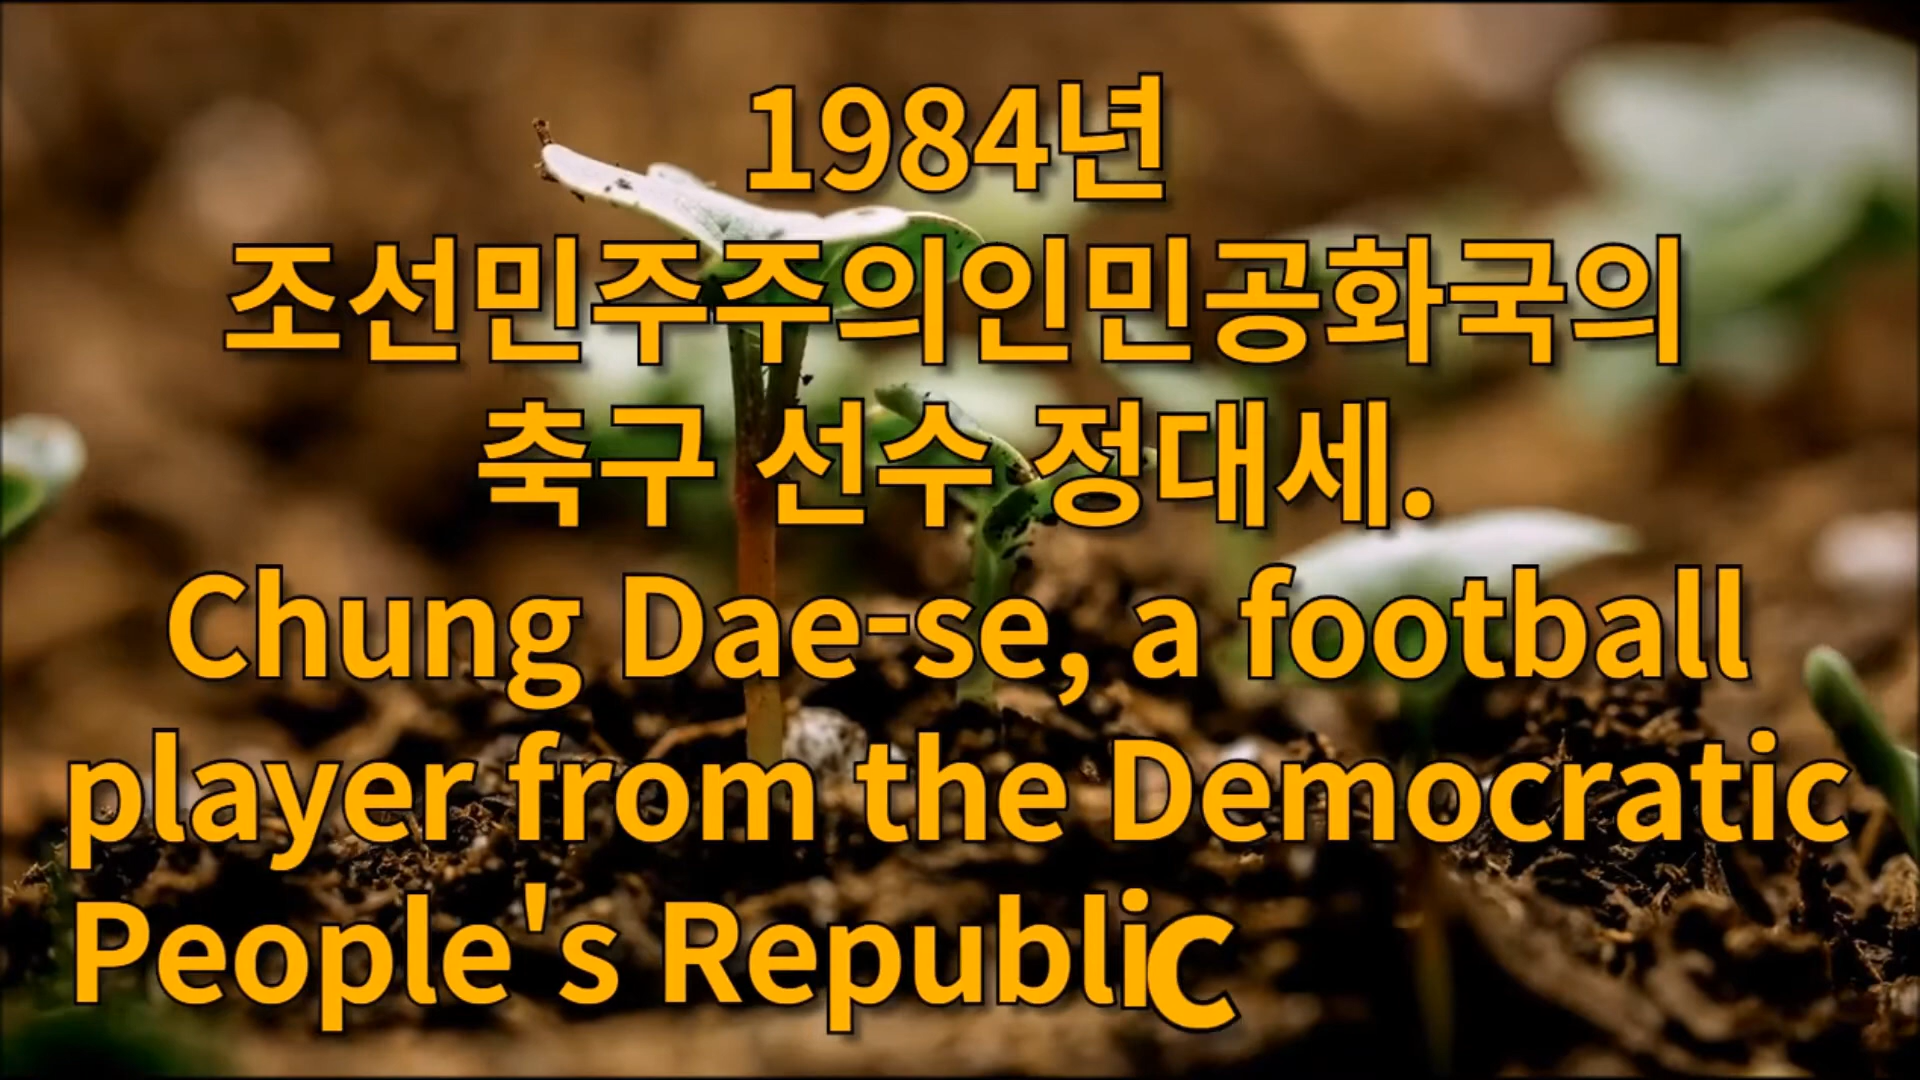 1984년
조선민주주의인민공화국의
축구 선수 정대세.
Chung Dae-se, a football
player from the Democratic
People's Republic